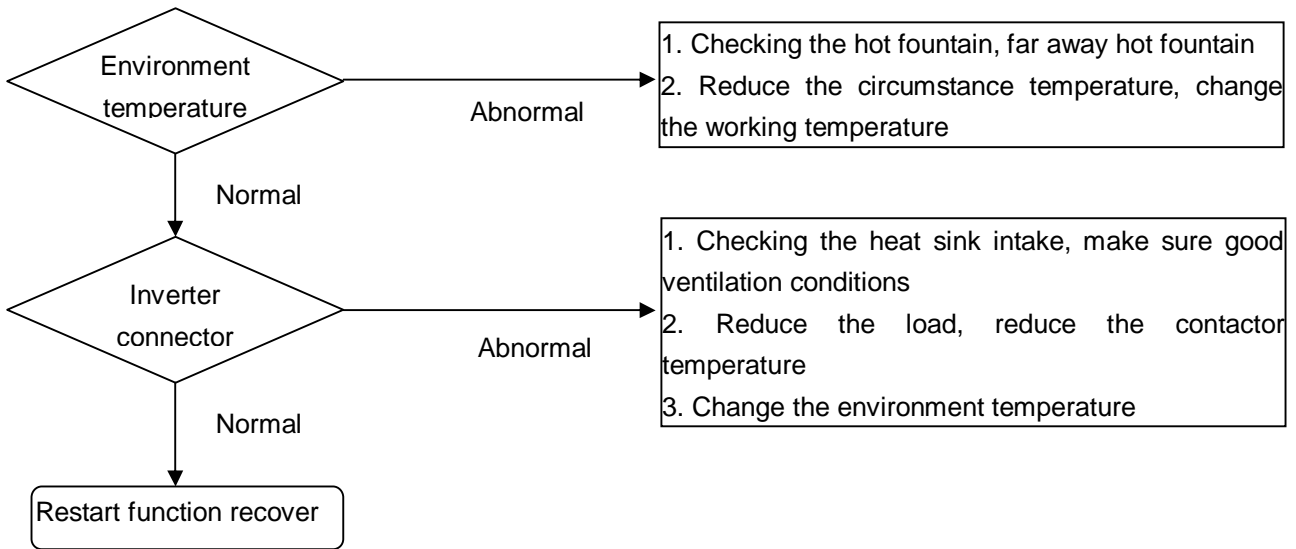 Environment
temperature
Abnormal
1. Checking the hot fountain, far away hot fountain
2. Reduce the circumstance temperature, change
the working temperature
Normal
Inverter
connector
Abnormal
1. Checking the heat sink intake, make sure good
ventilation conditions
2. Reduce the load, reduce the contactor
temperature
3. Change the environment temperature
Normal
Restart function recover